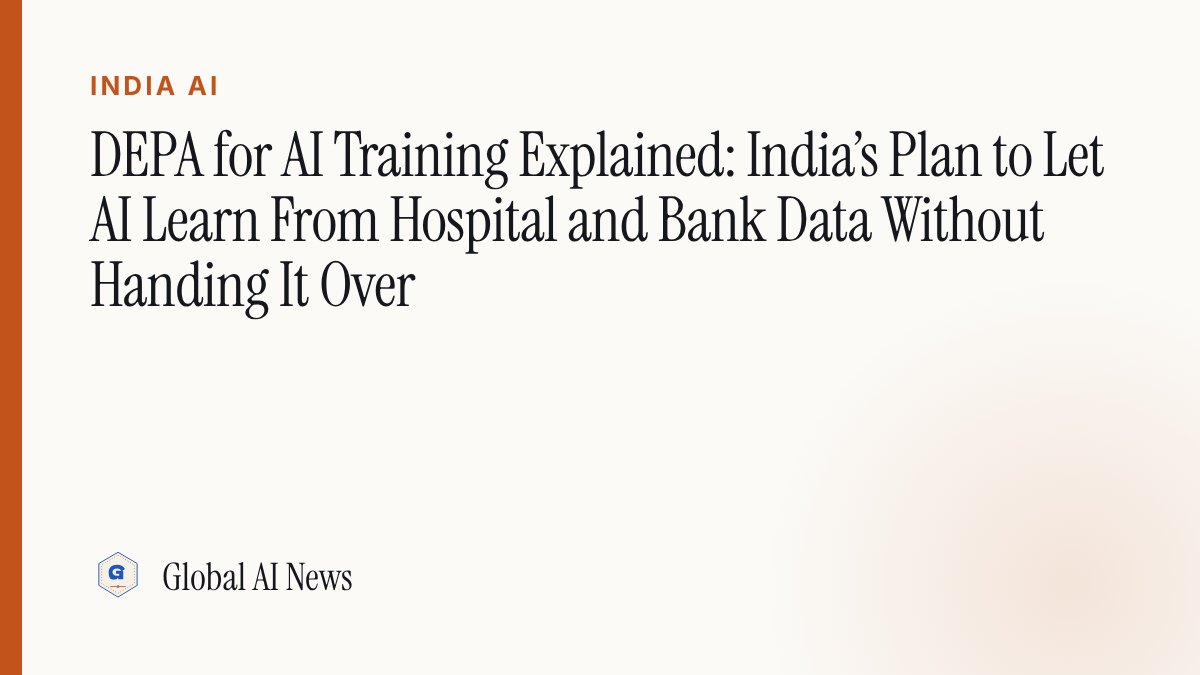 INDIA AI
DEPA for AI Training Explained: India’s Plan to Let
AI Learn From Hospital and Bank Data Without
Handing It Over
G
Global AI News